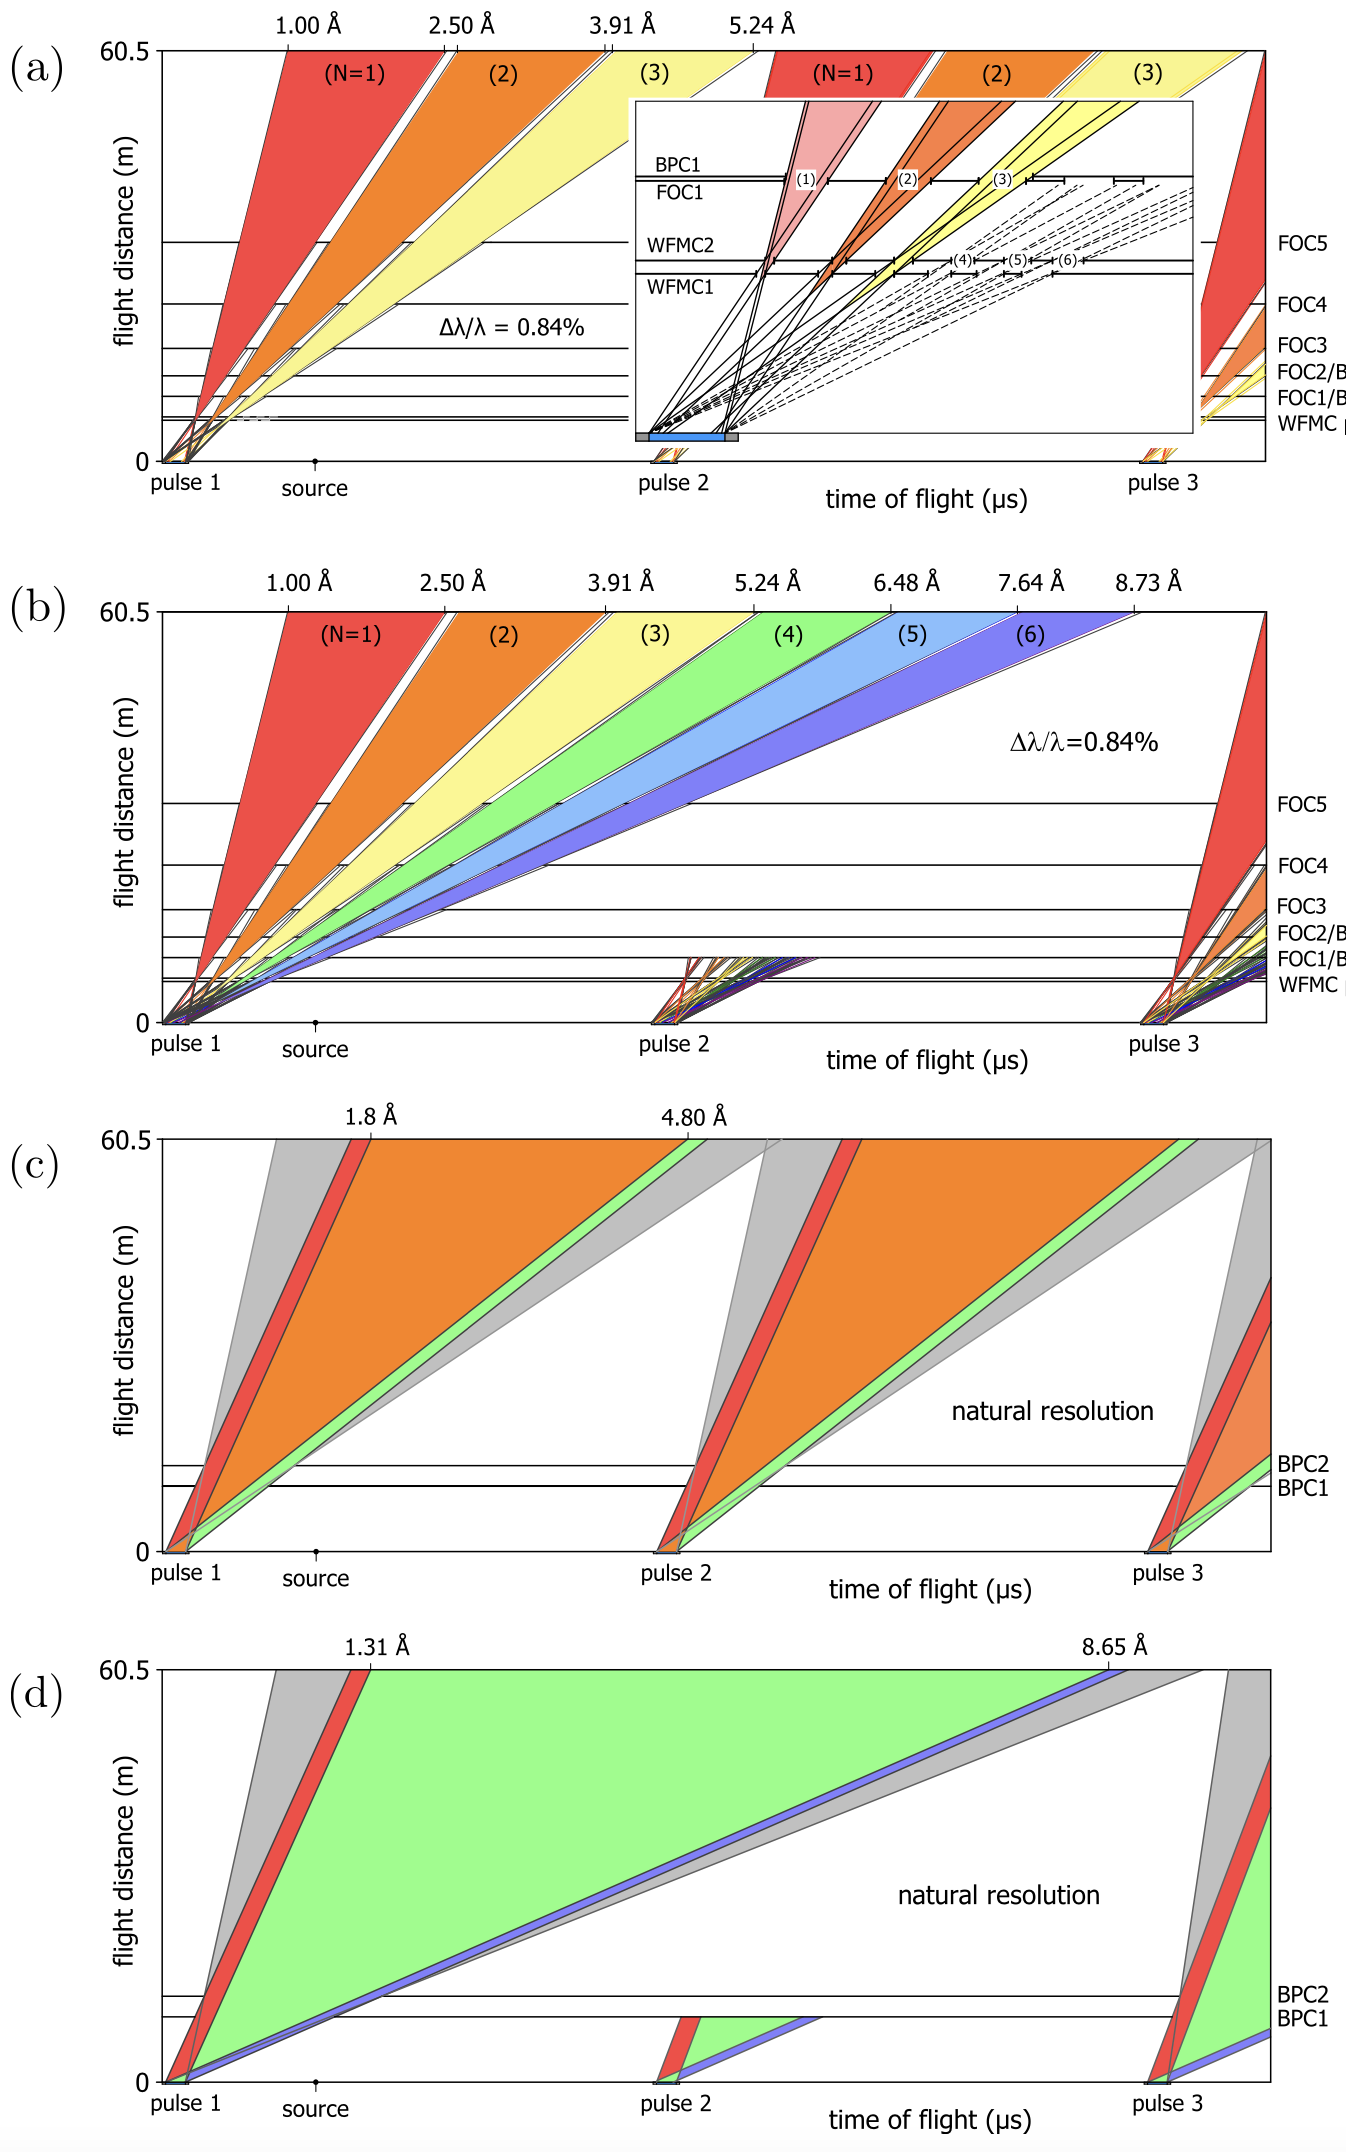 (a)
1.00 Å 2.50 Å 3.91 Å 5.24 Å
60.5
(N=1) (2) (3) (N=1) (2) (3)
flight distance (m)
BPC1
FOC1
(1) (2) (3)
WFMC2
WFMC1
(4) (5) (6)
Δλ/λ = 0.84%
FOC5
FOC4
FOC3
FOC2/B
FOC1/B
WFMC
0
pulse 1 source pulse 2 pulse 3
time of flight (µs)
(b)
1.00 Å 2.50 Å 3.91 Å 5.24 Å 6.48 Å 7.64 Å 8.73 Å
60.5
(N=1) (2) (3) (4) (5) (6)
flight distance (m)
Δλ/λ=0.84%
FOC5
FOC4
FOC3
FOC2/B
FOC1/B
WFMC
0
pulse 1 source pulse 2 pulse 3
time of flight (µs)
(c)
1.8 Å 4.80 Å
60.5
flight distance (m)
natural resolution
BPC2
BPC1
0
pulse 1 source pulse 2 pulse 3
time of flight (µs)
(d)
1.31 Å 8.65 Å
60.5
flight distance (m)
natural resolution
BPC2
BPC1
0
pulse 1 source pulse 2 pulse 3
time of flight (µs)